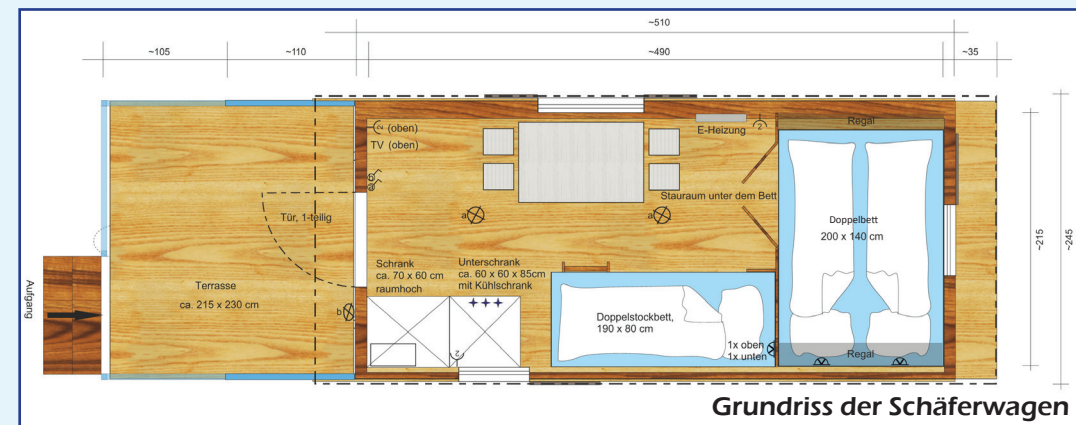 ~510
~105
~110
~490
~35
(oben)
TV (oben)
E-Heizung
Regal
Stauraum unter dem Bett
a
a
Tür, 1-teilig
Doppelbett
200 x 140 cm
~215
~245
Aufgang
Terrasse
ca. 215 x 230 cm
b
Schrank
ca. 70 x 60 cm
raumhoch
Unterschrank
ca. 60 x 60 x 85cm
mit Kühlschrank
Doppelstockbett,
190 x 80 cm
1x oben
1x unten
Regal
Grundriss der Schäferwagen